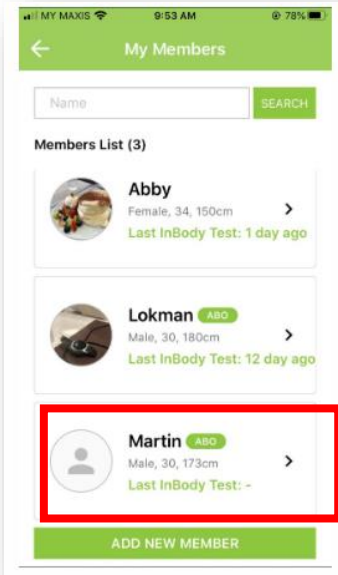 MY MAXIS 9:53 AM 78%
My Members
Name SEARCH
Members List (3)
Abby
Female, 34, 150cm
Last InBody Test: 1 day ago
Lokman ABO
Male, 30, 180cm
Last InBody Test: 12 day ago
Martin ABO
Male, 30, 173cm
Last InBody Test: -
ADD NEW MEMBER